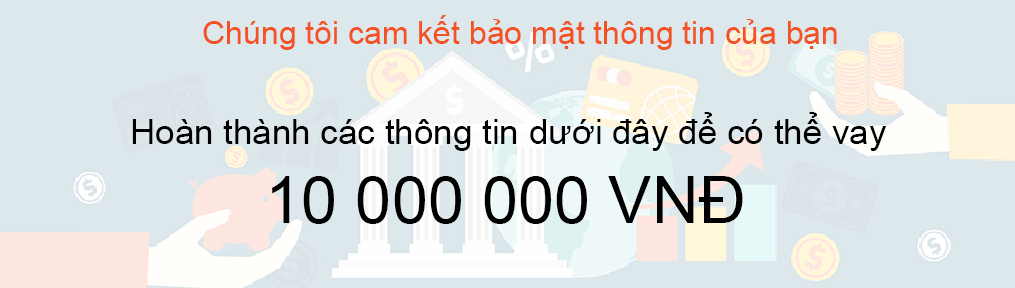 Chúng tôi cam kết bảo mật thông tin của bạn
Hoàn thành các thông tin dưới đây để có thể vay
10 000 000 VNĐ